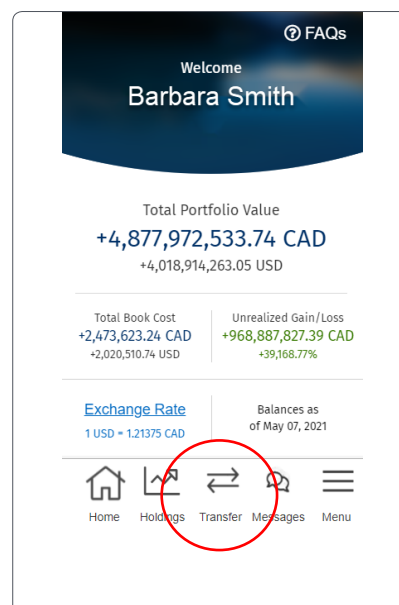 FAQs
Welcome
Barbara Smith
Total Portfolio Value
+4,877,972,533.74 CAD
+4,018,914,263.05 USD
Total Book Cost
+2,473,623.24 CAD
+2,020,510.74 USD
Unrealized Gain/Loss
+968,887,827.39 CAD
+39,168.77%
Exchange Rate
1 USD = 1.21375 CAD
Balances as
of May 07, 2021
Home Holdings Transfer Messages Menu